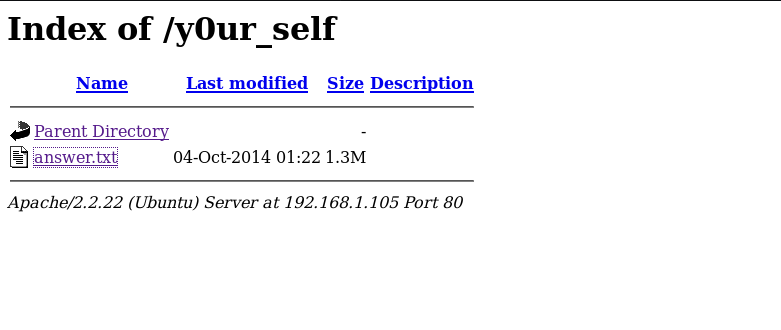 Index of /y0ur_self
Name Last modified Size Description
Parent Directory -
answer.txt 04-Oct-2014 01:22 1.3M
Apache/2.2.22 (Ubuntu) Server at 192.168.1.105 Port 80